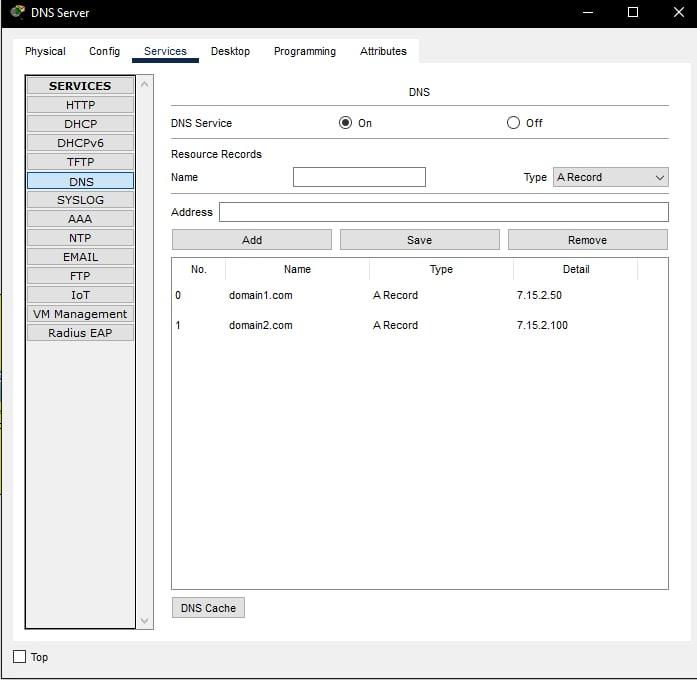 DNS Server
Physical Config Services Desktop Programming Attributes
SERVICES
HTTP
DHCP
DHCPv6
TFTP
DNS
SYSLOG
AAA
NTP
EMAIL
FTP
IoT
VM Management
Radius EAP
DNS
DNS Service On Off
Resource Records
Name Type A Record
Address
Add Save Remove
No. Name Type Detail
0 domain1.com A Record 7.15.2.50
1 domain2.com A Record 7.15.2.100
DNS Cache
Top